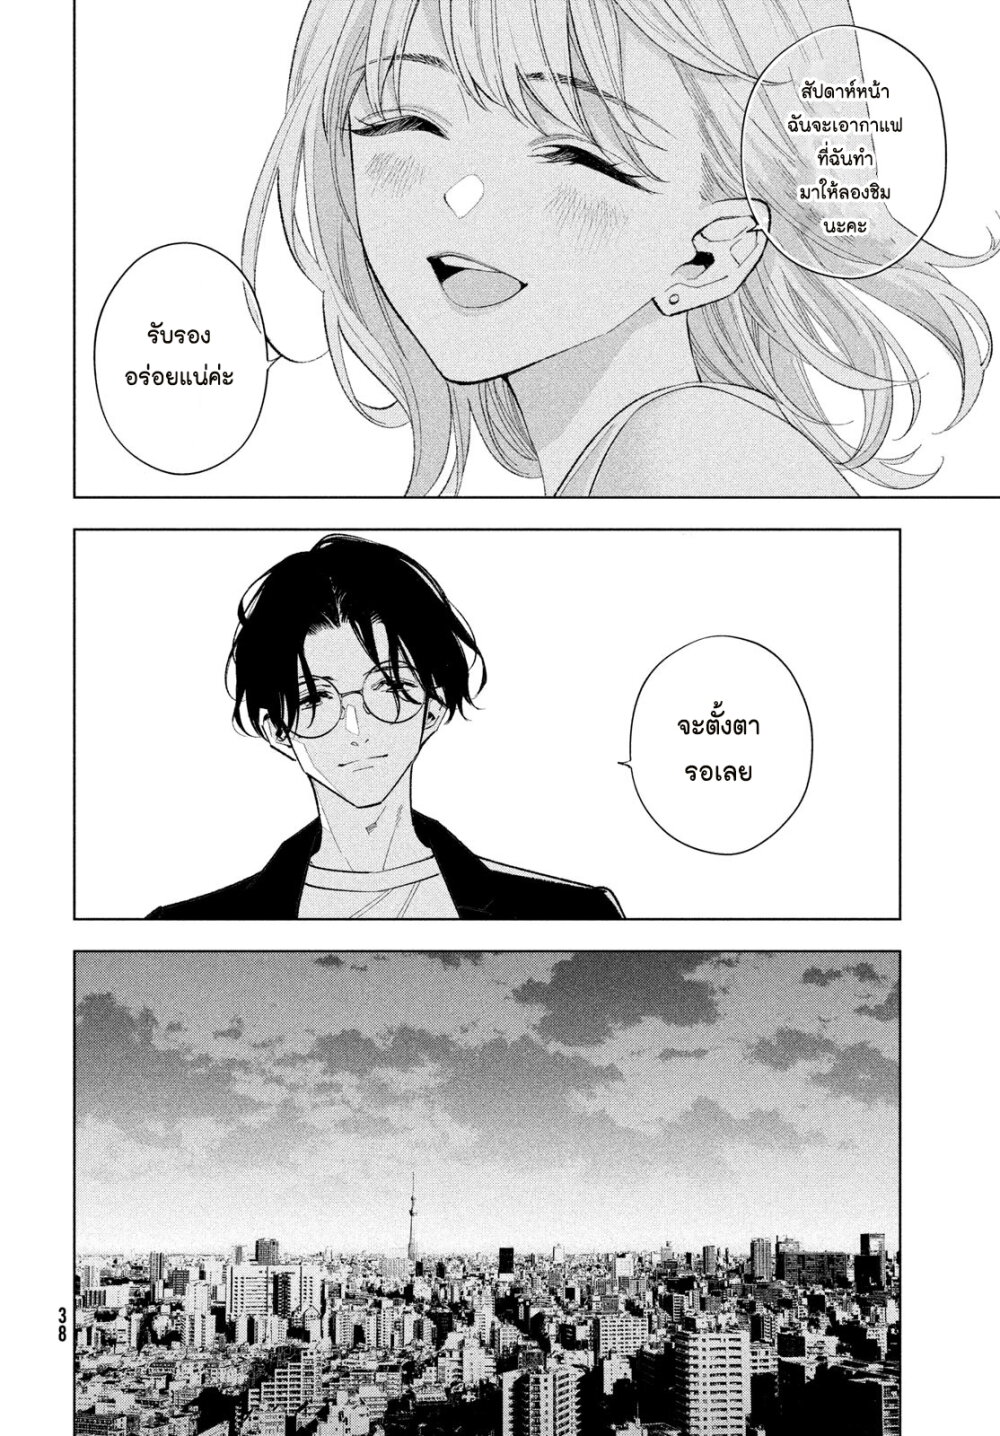 สัปดาห์หน้า
ฉันจะเอากาแฟ
ที่ฉันทำ
มาให้ลองชิม
นะคะ
รับรอง
อร่อยแน่ค่ะ
จะตั้งตา
รอเลย
38